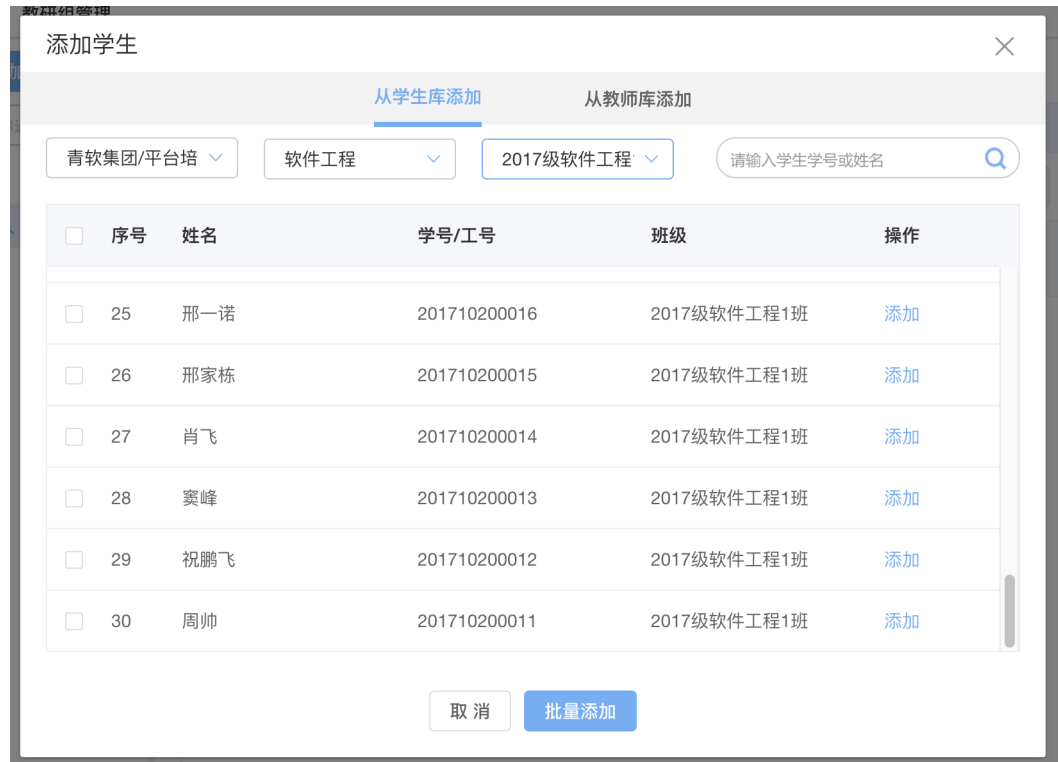 教研组管理
添加学生
从学生库添加 从教师库添加
青软集团/平台培 软件工程 2017级软件工程 请输入学生学号或姓名
序号 姓名 学号/工号 班级 操作
25 邢一诺 201710200016 2017级软件工程1班 添加
26 邢家栋 201710200015 2017级软件工程1班 添加
27 肖飞 201710200014 2017级软件工程1班 添加
28 窦峰 201710200013 2017级软件工程1班 添加
29 祝鹏飞 201710200012 2017级软件工程1班 添加
30 周帅 201710200011 2017级软件工程1班 添加
取 消 批量添加